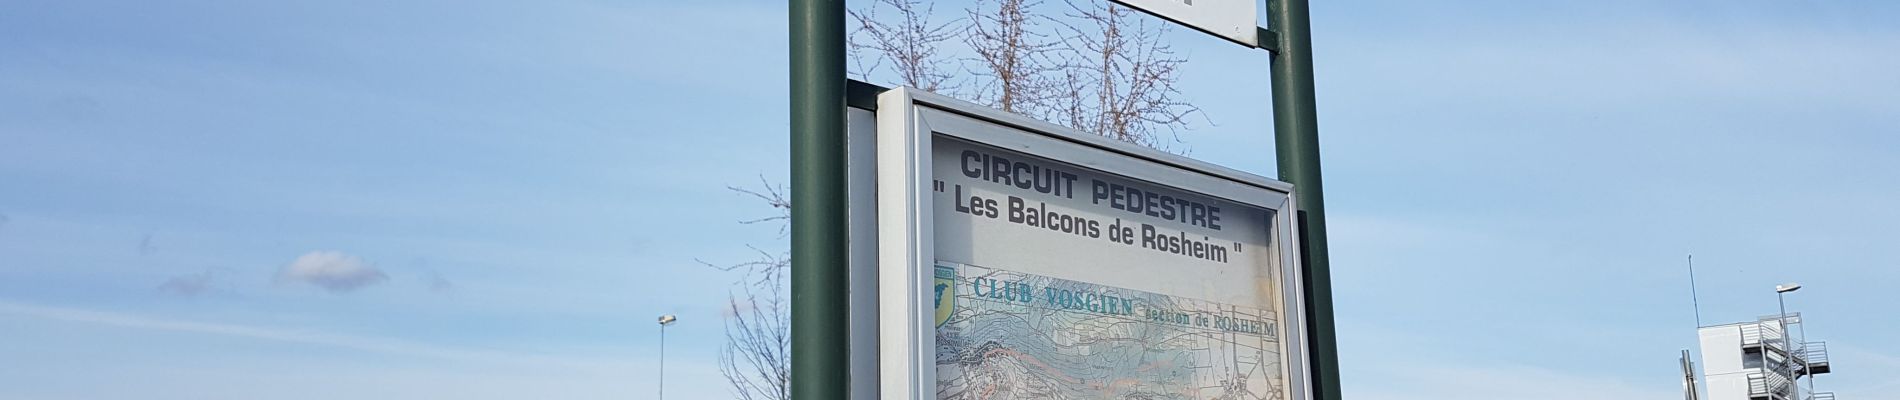 CIRCUIT PEDESTRE
" Les Balcons de Rosheim "
CLUB VOSGIEN section de ROSHEIM